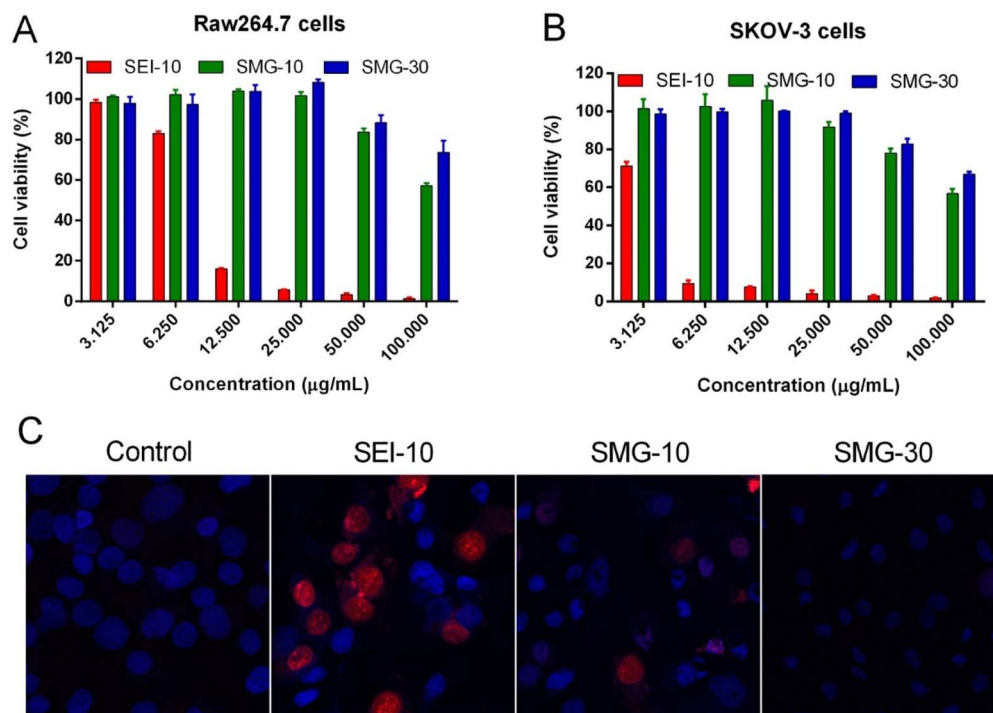 A
Raw264.7 cells
SEI-10 SMG-10 SMG-30
120
100
80
60
40
20
0
Cell viability (%)
3.125 6.250 12.500 25.000 50.000 100.000
Concentration (μg/mL)
B
SKOV-3 cells
SEI-10 SMG-10 SMG-30
120
100
80
60
40
20
0
Cell viability (%)
3.125 6.250 12.500 25.000 50.000 100.000
Concentration (μg/mL)
C
Control SEI-10 SMG-10 SMG-30